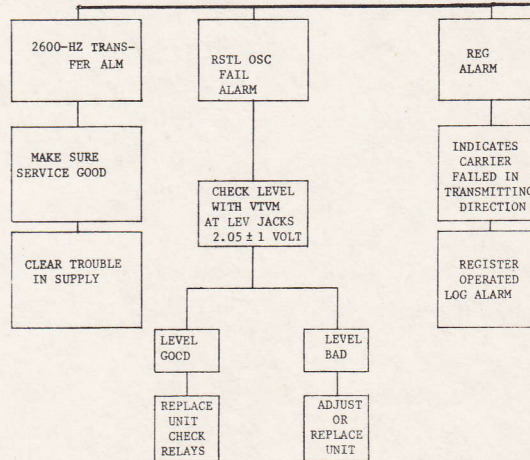 2600-HZ TRANS-
FER ALM
MAKE SURE
SERVICE GOOD
CLEAR TROUBLE
IN SUPPLY
RSTL OSC
FAIL
ALARM
CHECK LEVEL
WITH VTVM
AT LEV JACKS
2.05 ± 1 VOLT
LEVEL
GOOD
REPLACE
UNIT
CHECK
RELAYS
LEVEL
BAD
ADJUST
OR
REPLACE
UNIT
REG
ALARM
INDICATES
CARRIER
FAILED IN
TRANSMITTING
DIRECTION
REGISTER
OPERATED
LOG ALARM